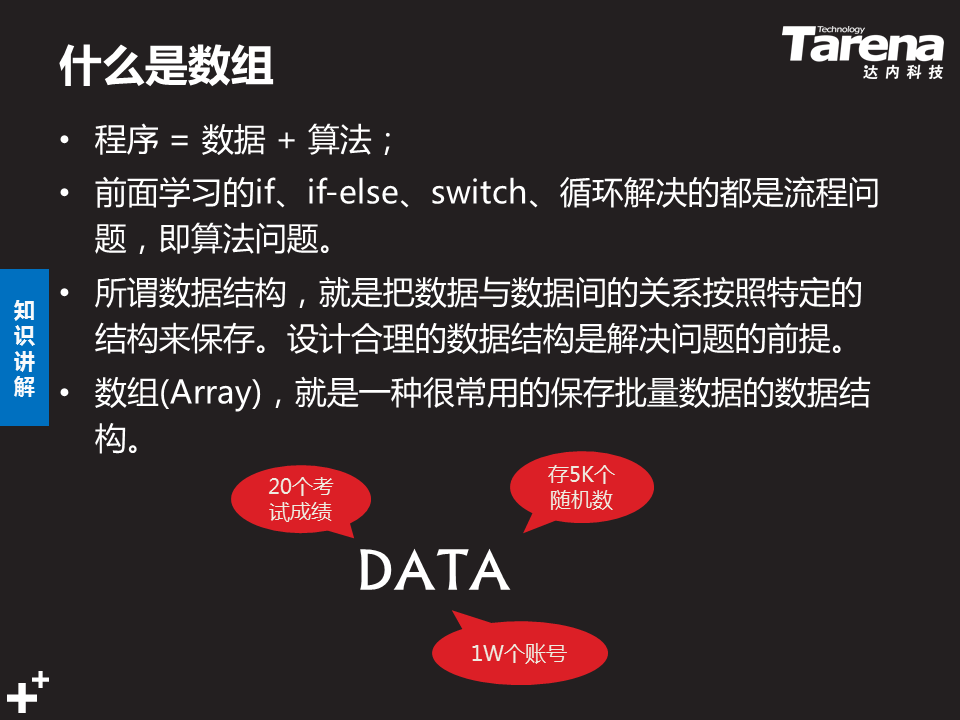 什么是数组
Technology
Tarena
达内科技
• 程序 = 数据 + 算法；
• 前面学习的if、if-else、switch、循环解决的都是流程问
题，即算法问题。
• 所谓数据结构，就是把数据与数据间的关系按照特定的
结构来保存。设计合理的数据结构是解决问题的前提。
• 数组(Array)，就是一种很常用的保存批量数据的数据结
构。
知识讲解
20个考
试成绩
存5K个
随机数
DATA
1W个账号